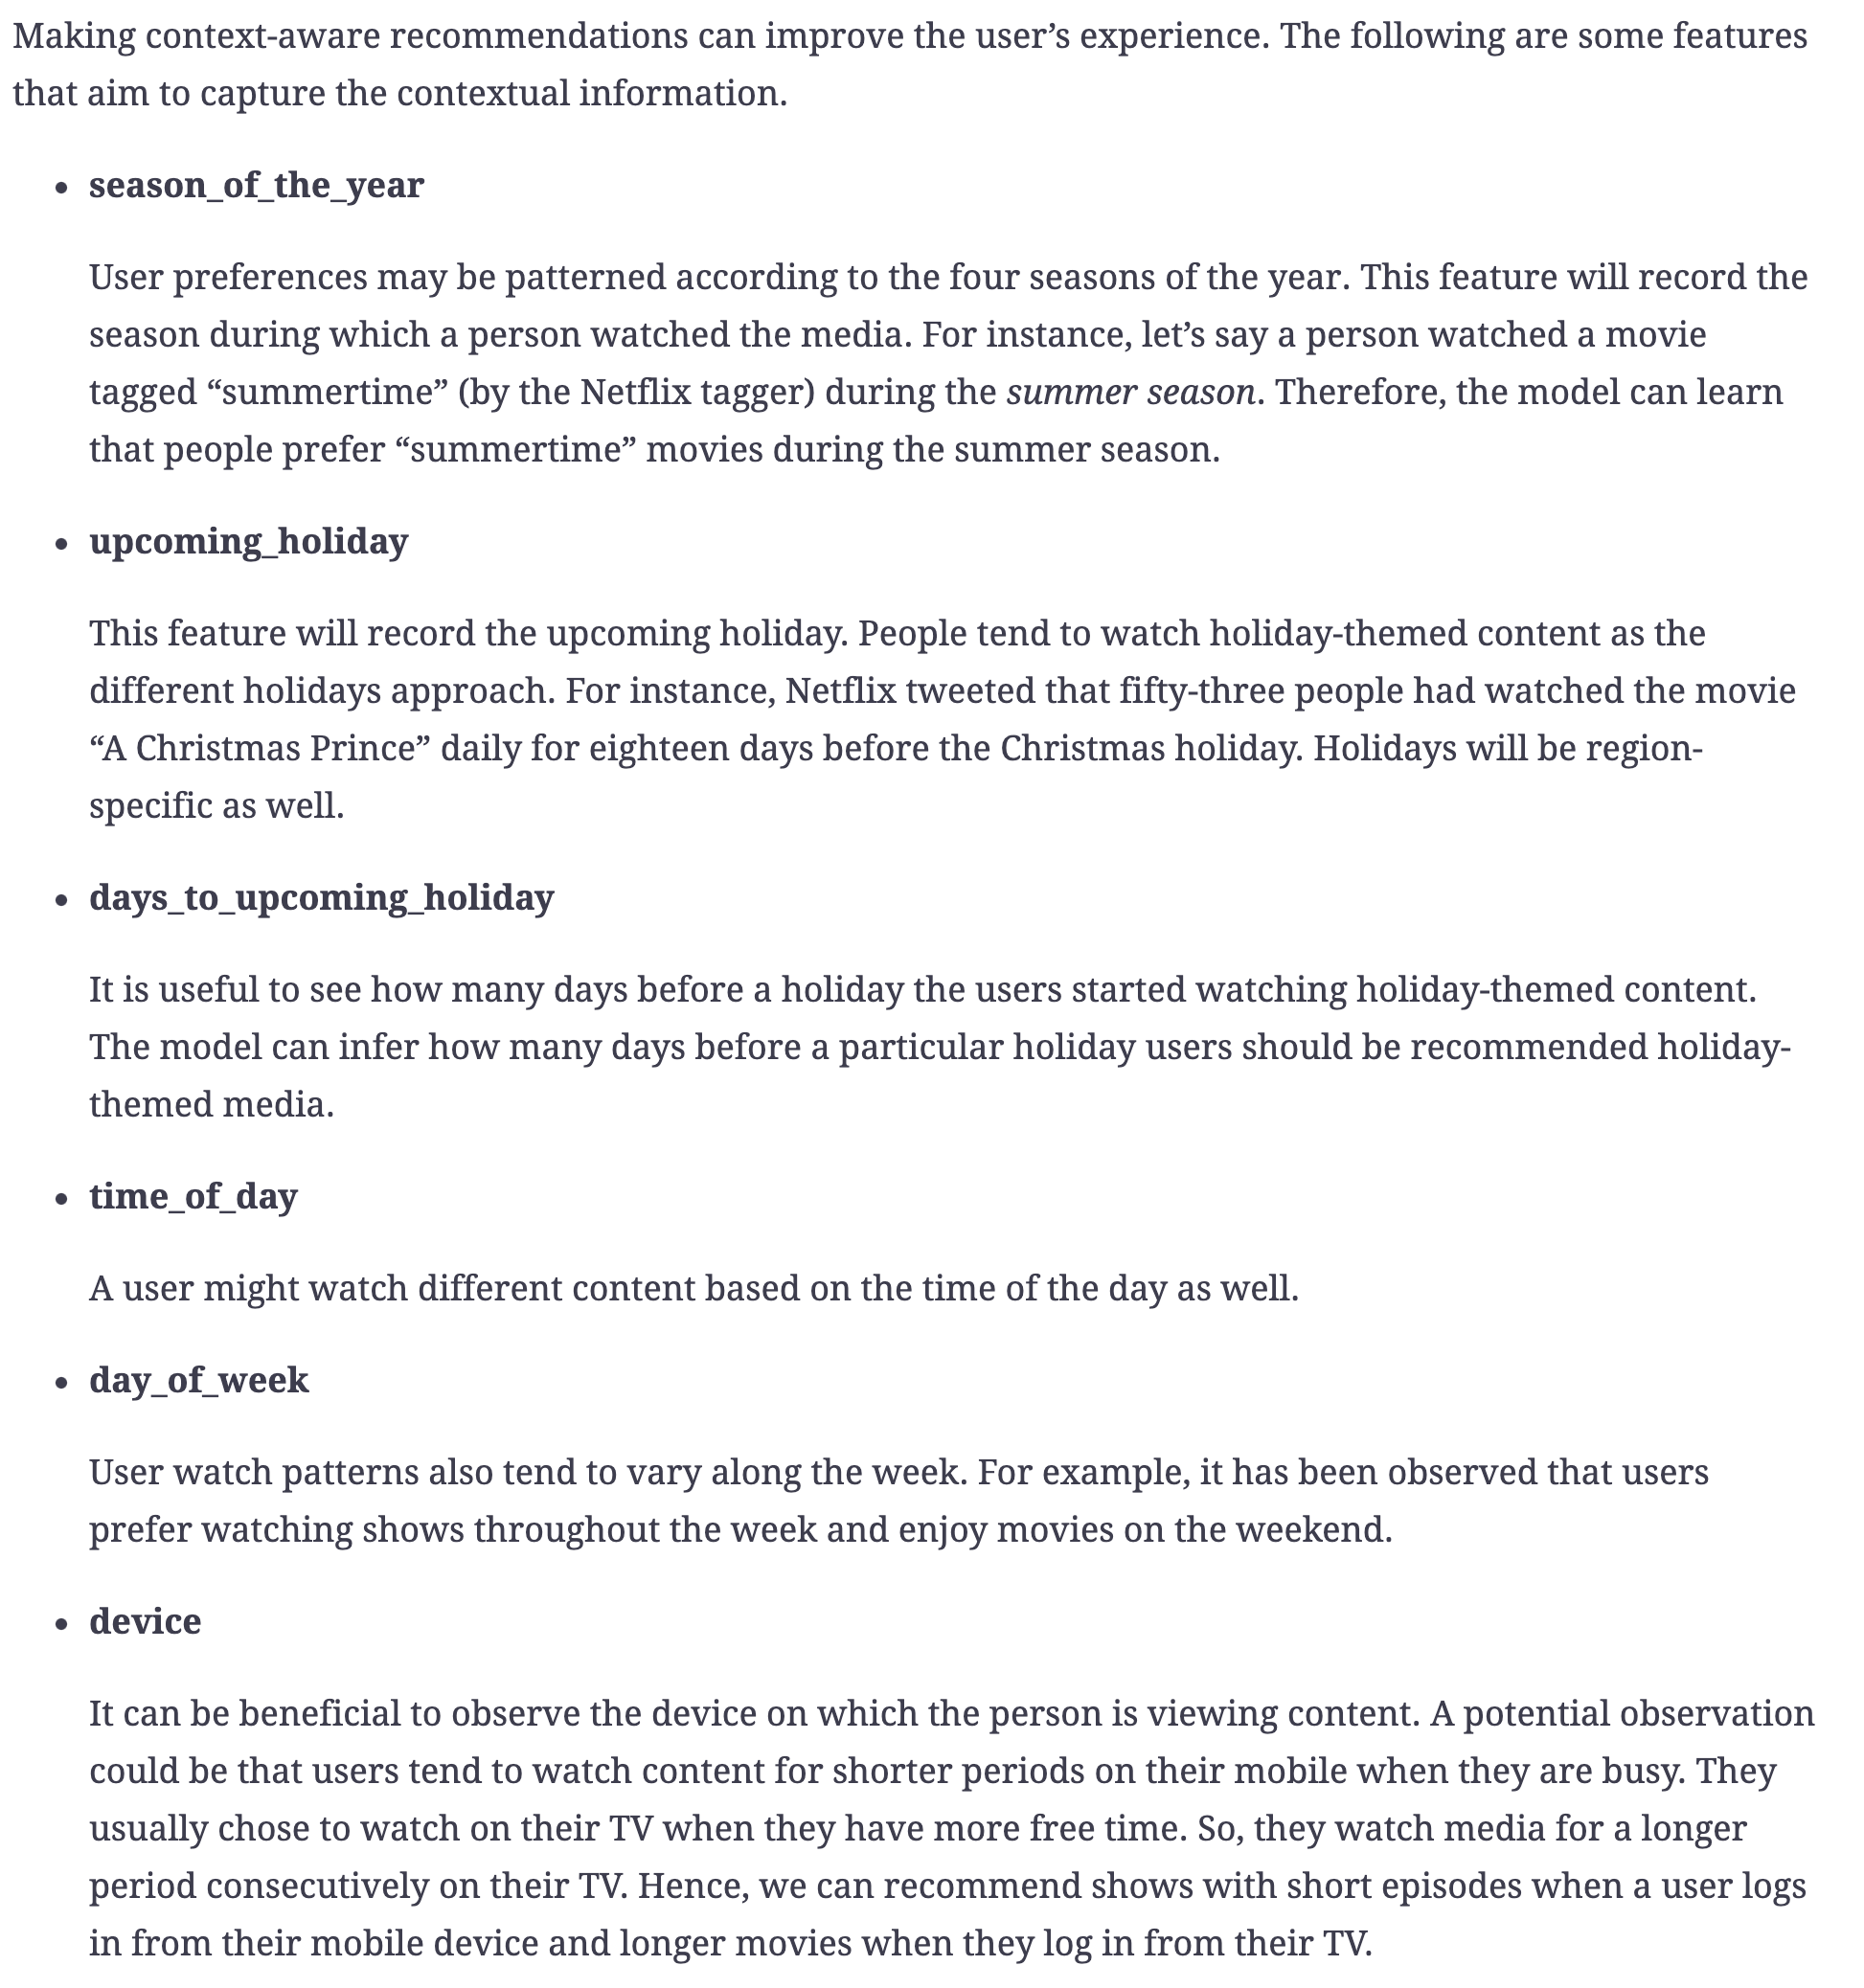 Making context-aware recommendations can improve the user’s experience. The following are some features
that aim to capture the contextual information.
• season_of_the_year
User preferences may be patterned according to the four seasons of the year. This feature will record the
season during which a person watched the media. For instance, let’s say a person watched a movie
tagged “summertime” (by the Netflix tagger) during the summer season. Therefore, the model can learn
that people prefer “summertime” movies during the summer season.
• upcoming_holiday
This feature will record the upcoming holiday. People tend to watch holiday-themed content as the
different holidays approach. For instance, Netflix tweeted that fifty-three people had watched the movie
“A Christmas Prince” daily for eighteen days before the Christmas holiday. Holidays will be region-
specific as well.
• days_to_upcoming_holiday
It is useful to see how many days before a holiday the users started watching holiday-themed content.
The model can infer how many days before a particular holiday users should be recommended holiday-
themed media.
• time_of_day
A user might watch different content based on the time of the day as well.
• day_of_week
User watch patterns also tend to vary along the week. For example, it has been observed that users
prefer watching shows throughout the week and enjoy movies on the weekend.
• device
It can be beneficial to observe the device on which the person is viewing content. A potential observation
could be that users tend to watch content for shorter periods on their mobile when they are busy. They
usually chose to watch on their TV when they have more free time. So, they watch media for a longer
period consecutively on their TV. Hence, we can recommend shows with short episodes when a user logs
in from their mobile device and longer movies when they log in from their TV.